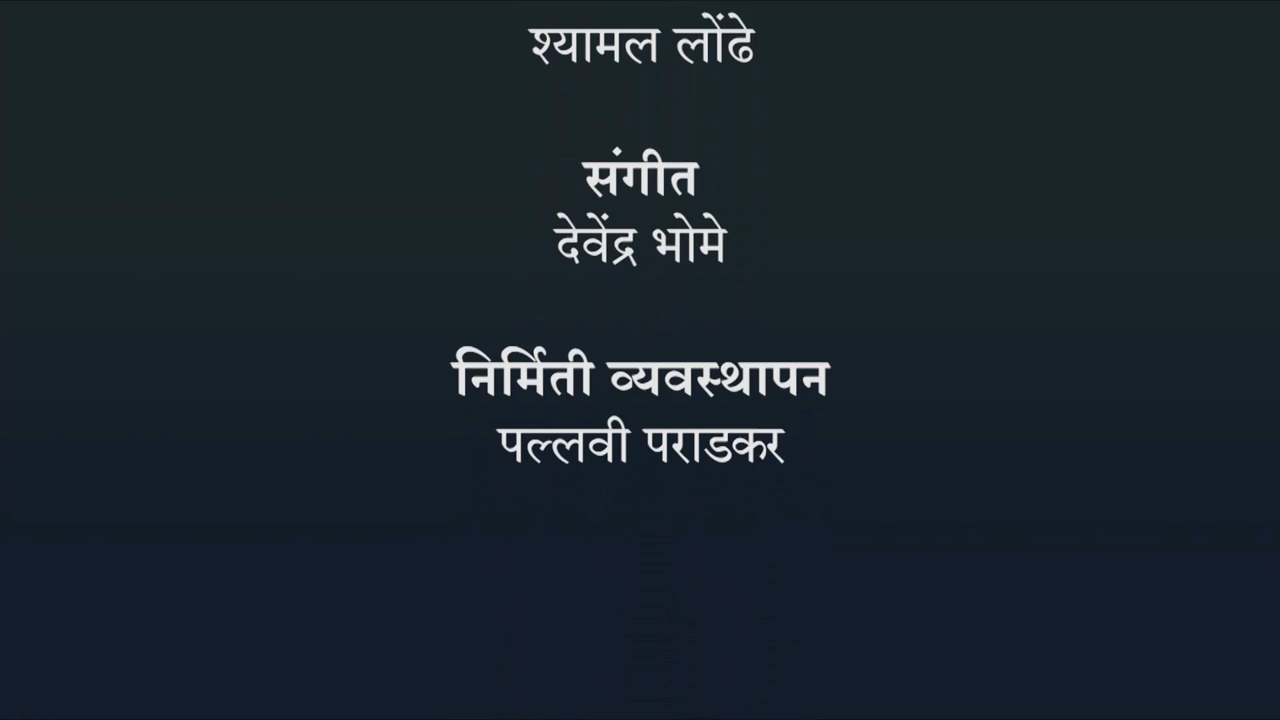 श्यामल लोंढे
संगीत
देवेंद्र भोमे
निर्मिती व्यवस्थापन
पल्लवी पराडकर